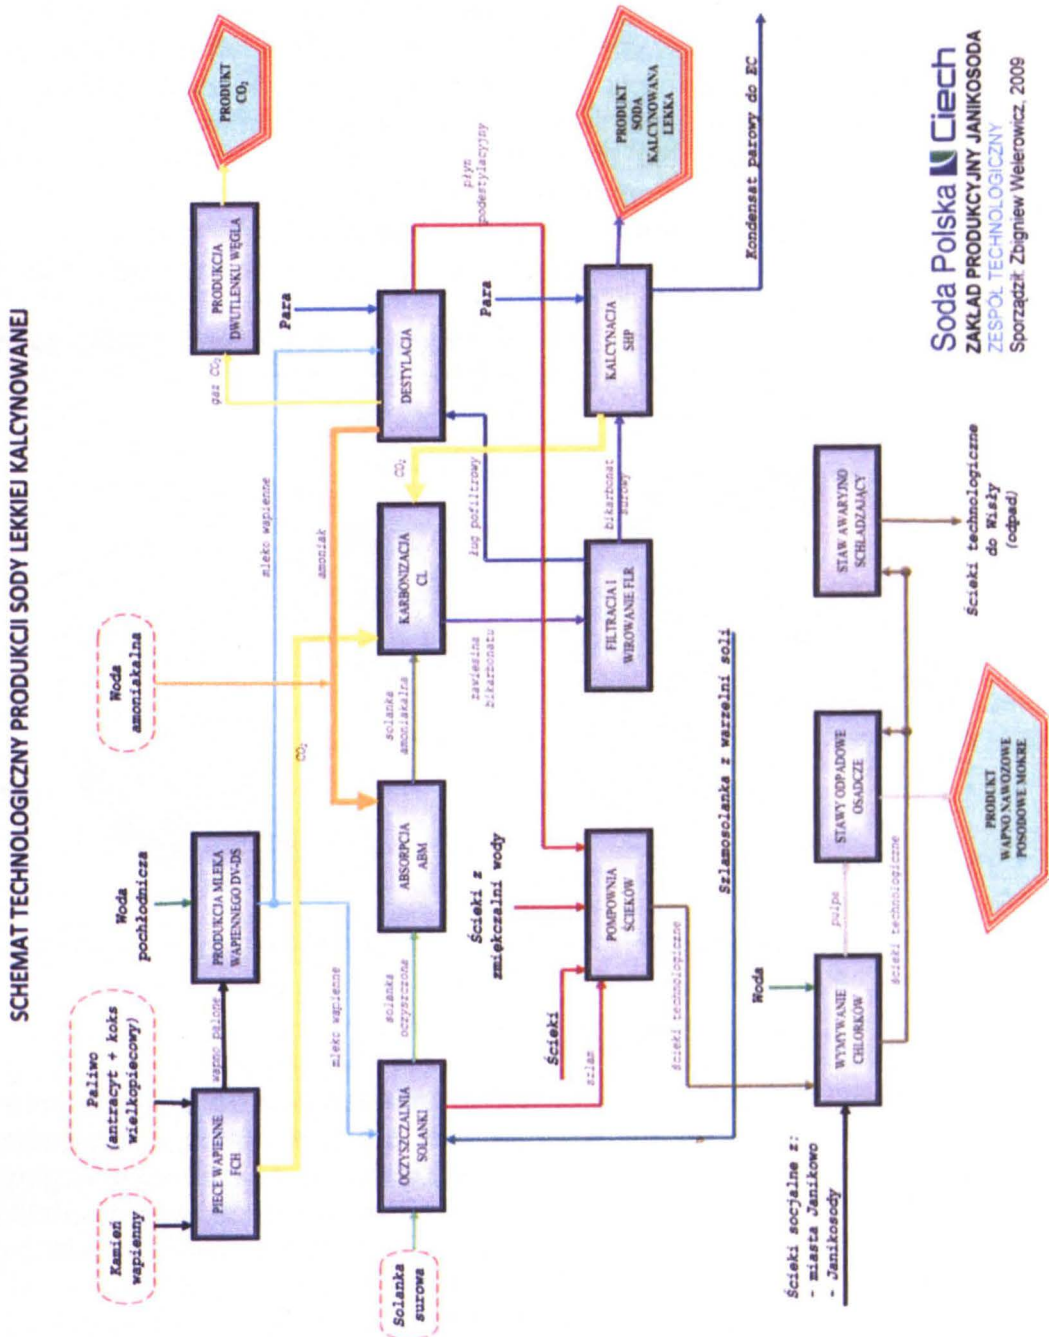 SCHEMAT TECHNOLOGICZNY PRODUKCJI SODY LEKKIEJ KALCYNOWANEJ
Kamień
wapienny
Paliwo
(antracyt + koks
wielkopiecowy)
Woda
pochłodnicza
Woda
amoniakalna
PIECE WAPIENNE
FCH
wapno palone
PRODUKCJA MLEKA
WAPIENNEGO DV-DS
CO₂
mleko wapienne
mleko wapienne
amoniak
gaz CO₂
PRODUKCJA
DWUTLENKU WĘGLA
PRODUKT
CO₂
Para
Solanka
surowa
OCZYSZCZALNIA
SOLANKI
solanka
oczyszczona
ABSORPCJA
ABM
solanka
amoniakalna
KARBONIZACJA
CL
CO₂
DESTYLACJA
płyn
podestylacyjny
Ścieki z
zmiękczalni wody
zawiesina
bikarbonatu
ług pofiltrowy
Para
Ścieki
szlam
POMPOWNIA
ŚCIEKÓW
FILTRACJA I
WIROWANIE FLR
bikarbonat
surowy
KALCYNACJA
SHP
PRODUKT
SODA
KALCYNOWANA
LEKKA
ścieki technologiczne
Szlamosolanka z warzelni soli
Kondensat parowy do EC
Woda
Ścieki socjalne z:
- miasta Janikowo
- Janikosody
WYMYWANIE
CHLORKÓW
pulpa
STAWY ODPADOWE
OSADCZE
STAW AWARYJNO
SCHŁADZAJĄCY
ścieki technologiczne
PRODUKT
WAPNO NAWOZOWE
POSODOWE MOKRE
Ścieki technologiczne
do Wisły
(odpad)
Soda Polska Ciech
ZAKŁAD PRODUKCYJNY JANIKOSODA
ZESPÓŁ TECHNOLOGICZNY
Sporządził: Zbigniew Welerowicz, 2009